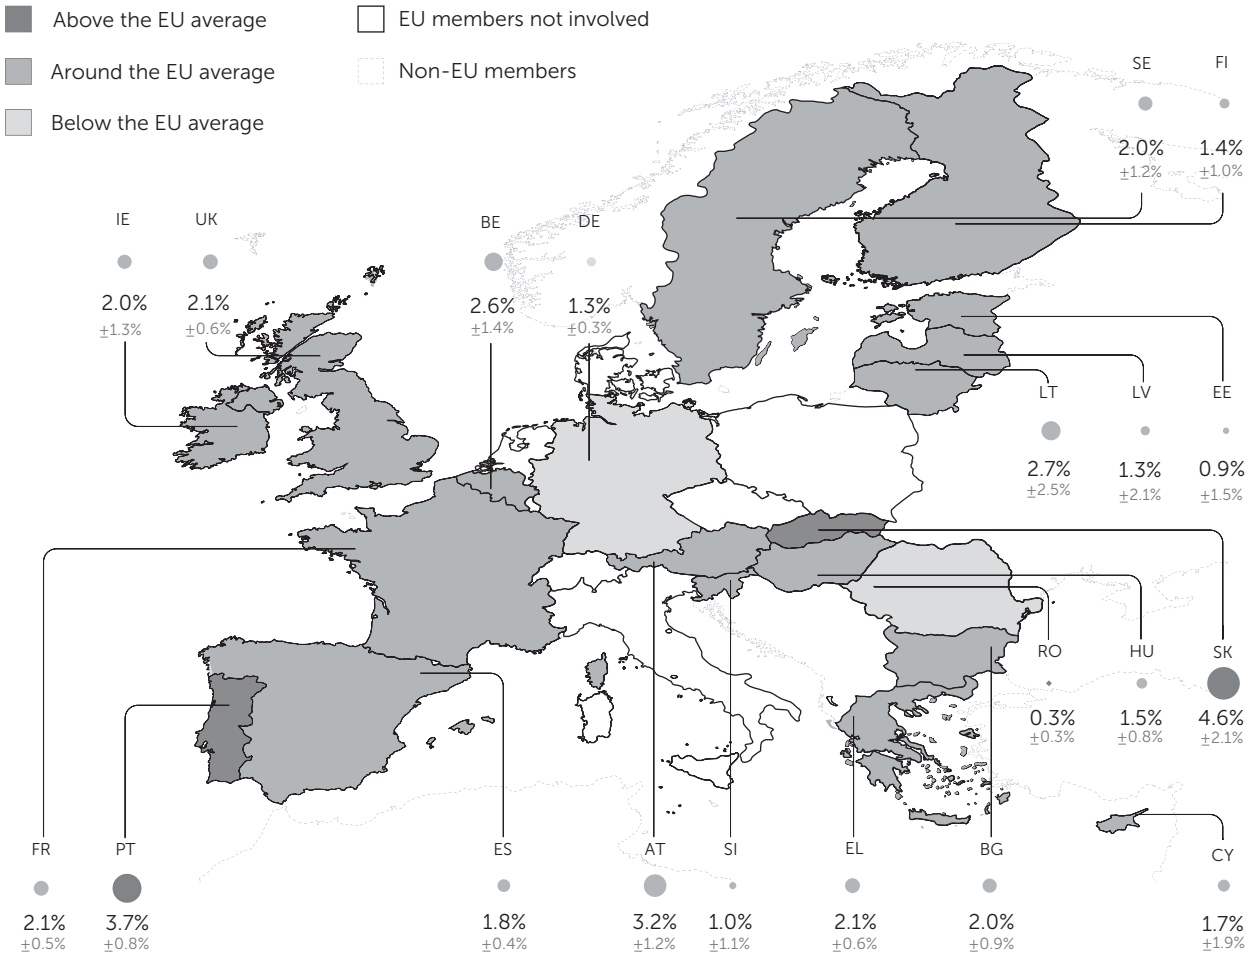 Above the EU average
EU members not involved
Around the EU average
Non-EU members
Below the EU average
SE
FI
2.0%
1.4%
±1.2%
±1.0%
IE
UK
BE
DE
2.0%
2.1%
2.6%
1.3%
±1.3%
±0.6%
±1.4%
±0.3%
LT
LV
EE
2.7%
1.3%
0.9%
±2.5%
±2.1%
±1.5%
RO
HU
SK
0.3%
1.5%
4.6%
±0.3%
±0.8%
±2.1%
FR
PT
ES
AT
SI
EL
BG
CY
2.1%
3.7%
1.8%
3.2%
1.0%
2.1%
2.0%
1.7%
±0.5%
±0.8%
±0.4%
±1.2%
±1.1%
±0.6%
±0.9%
±1.9%